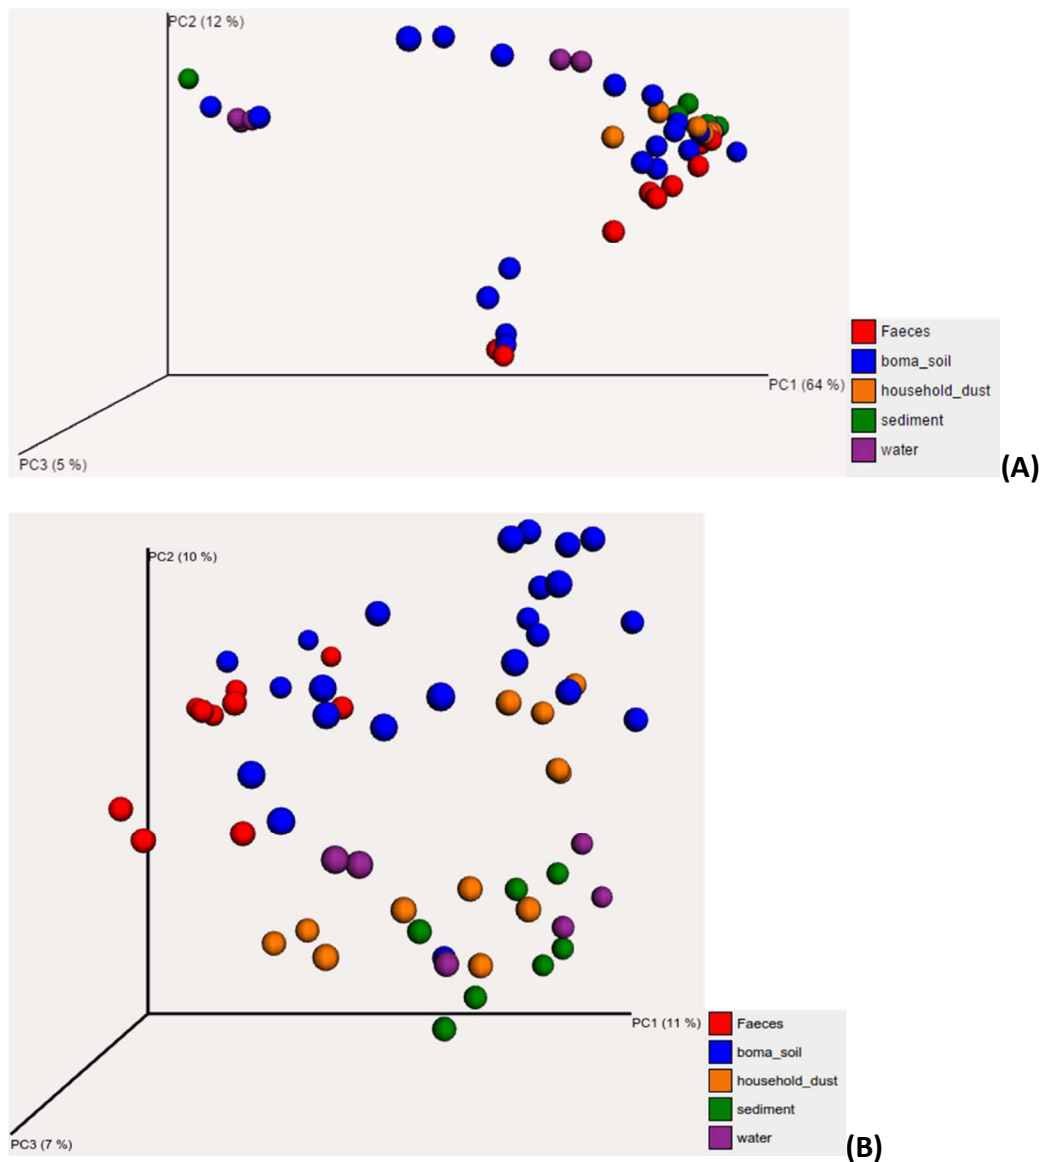 PC2 (12 %)
PC1 (64 %)
PC3 (5 %)
Faeces
boma_soil
household_dust
sediment
water
(A)
PC2 (10 %)
PC1 (11 %)
PC3 (7 %)
Faeces
boma_soil
household_dust
sediment
water
(B)